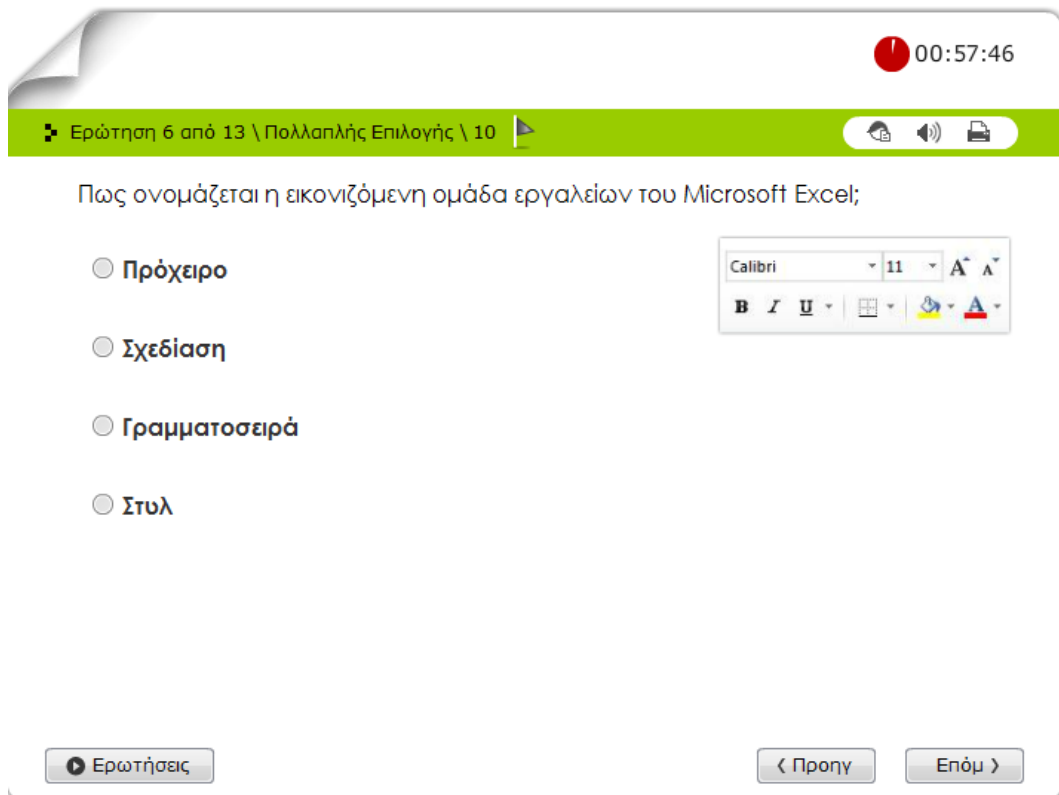 00:57:46
Ερώτηση 6 από 13 \ Πολλαπλής Επιλογής \ 10
Πως ονομάζεται η εικονιζόμενη ομάδα εργαλείων του Microsoft Excel;
Πρόχειρο
Calibri 11 A A
B I U A
Σχεδίαση
Γραμματοσειρά
Στυλ
Ερωτήσεις
Προηγ
Επόμ